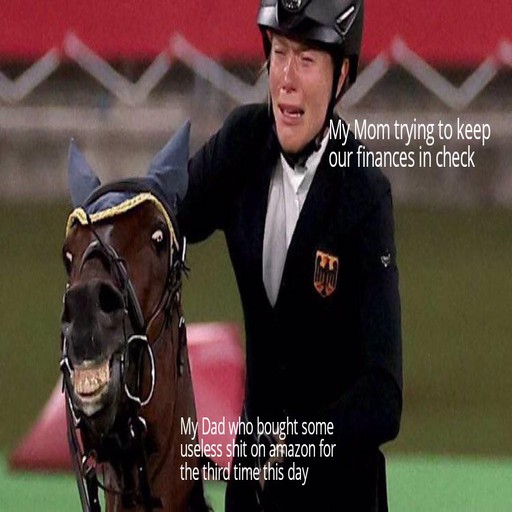 My Mom trying to keep
our finances in check
My Dad who bought some
useless shit on amazon for
the third time this day